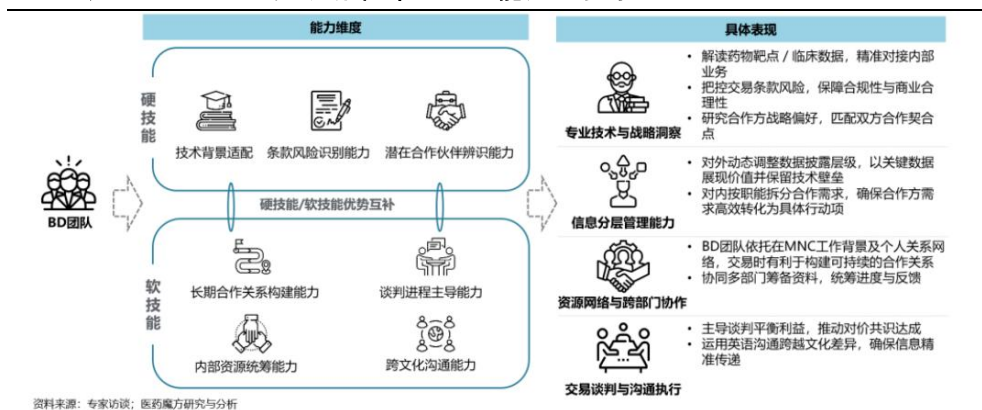 能力维度
具体表现
BD团队
硬技能
技术背景适配
条款风险识别能力
潜在合作伙伴辨识能力
硬技能/软技能优势互补
软技能
长期合作关系构建能力
谈判进程主导能力
内部资源统筹能力
跨文化沟通能力
专业技术与战略洞察
• 解读药物靶点 / 临床数据，精准对接内部
业务
• 把控交易条款风险，保障合规性与商业合
理性
• 研究合作方战略偏好，匹配双方合作契合
点
信息分层管理能力
• 对外动态调整数据披露层级，以关键数据
展现价值并保留技术壁垒
• 对内按职能拆分合作需求，确保合作方需
求高效转化为具体行动项
资源网络与跨部门协作
• BD团队依托在MNC工作背景及个人关系网
络，交易时有利于构建可持续的合作关系
• 协同多部门筹备资料，统筹进度与反馈
交易谈判与沟通执行
• 主导谈判平衡利益，推动对价共识达成
• 运用英语沟通跨越文化差异，确保信息精
准传递
资料来源：专家访谈；医药魔方研究与分析